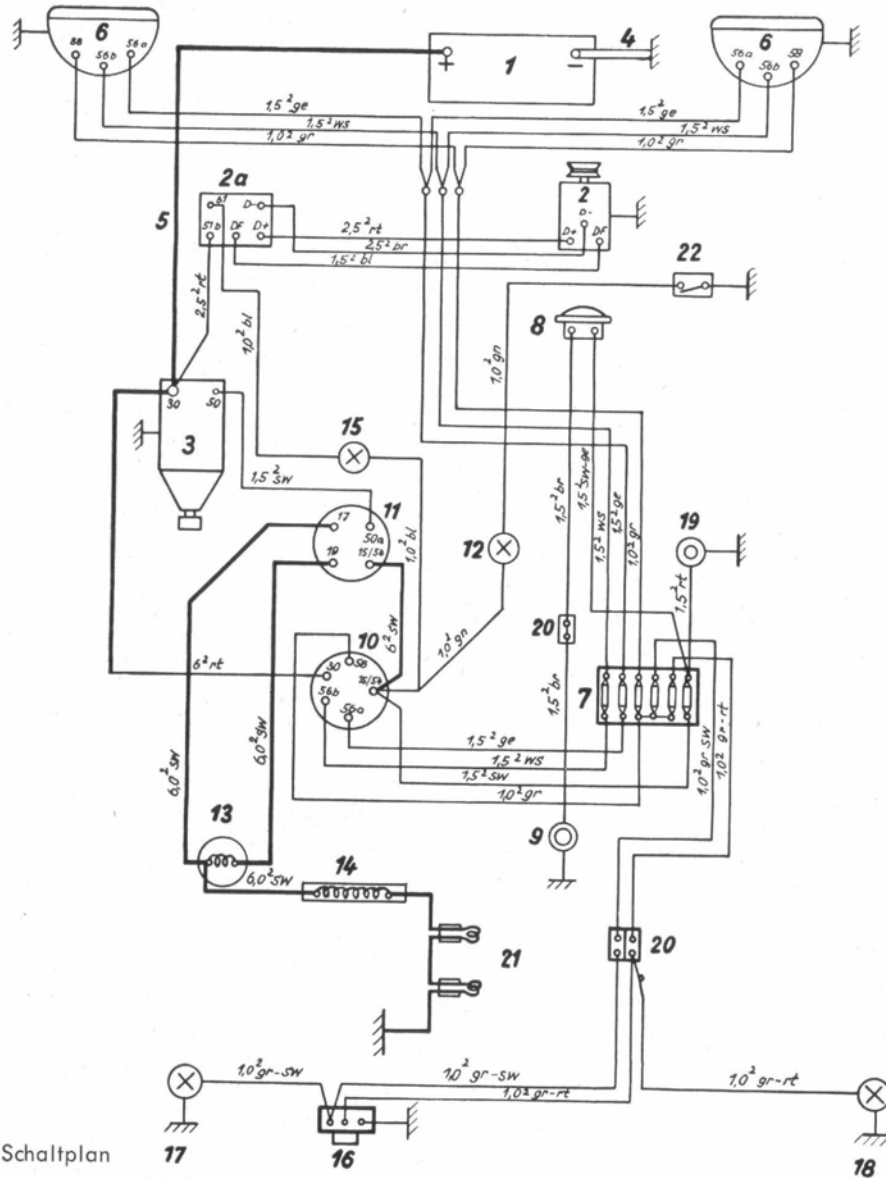 6
88 56b 56a
+ 1 −
4
6
56a 56b 58
1,5² ge
1,5² ws
1,0² gr
1,5² ge
1,5² ws
1,0² gr
2a
61 D-
51b DF D+
5
2
D-
D+ DF
2,5² rt
2,5² br
1,5² bl
22
2,5² rt
1,0² bl
8
1,0² gn
30 50
3
15
1,5² sw
1,5² br
1,5² sw-ge
1,5² ws
1,5² ge
1,0² gr
11
17
50a
19
15/54
1,0² bl
12
19
1,5² rt
6² sw
1,0² gn
20
10
6² rt
30
58
15/54
56b
56a
7
1,5² br
6,0² sw
6,0² sw
1,5² ge
1,5² ws
1,5² sw
1,0² gr
1,0² gr-sw
1,0² gr-rt
13
9
6,0² sw
14
21
20
1,0² gr-sw
1,0² gr-sw
1,0² gr-rt
1,0² gr-rt
Schaltplan
17
16
18